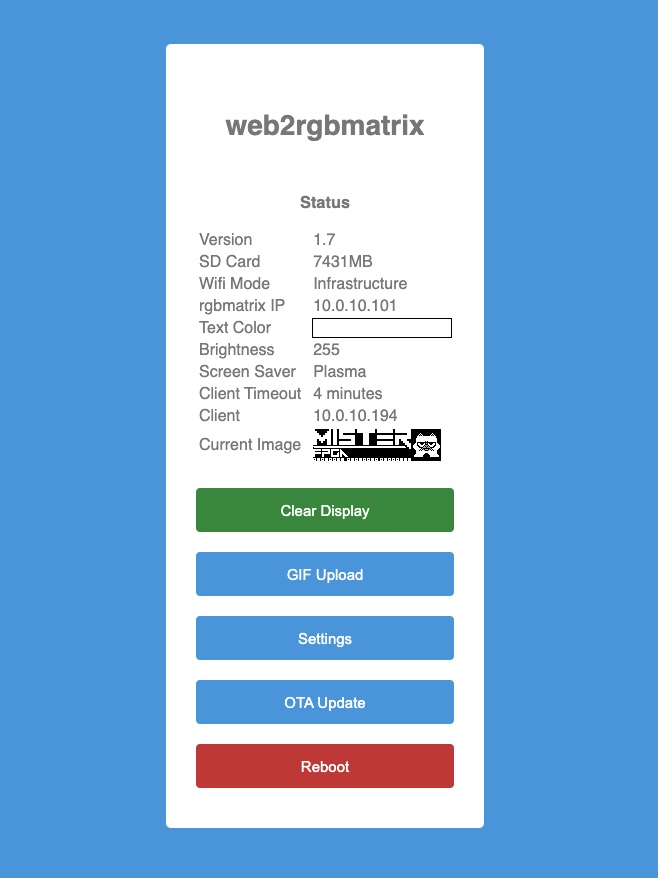 web2rgbmatrix
Status
Version 1.7
SD Card 7431MB
Wifi Mode Infrastructure
rgbmatrix IP 10.0.10.101
Text Color
Brightness 255
Screen Saver Plasma
Client Timeout 4 minutes
Client 10.0.10.194
Current Image MISTER
FPGA
Clear Display
GIF Upload
Settings
OTA Update
Reboot